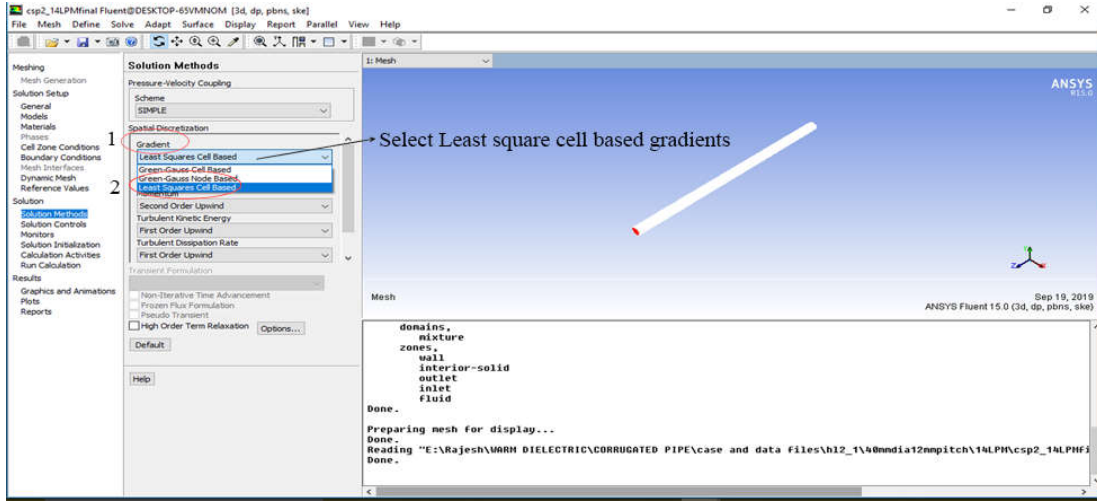 csp2_14LPMfinal Fluent@DESKTOP-65VMNOM [3d, dp, pbns, ske]
File Mesh Define Solve Adapt Surface Display Report Parallel View Help
Meshing
Mesh Generation
Solution Setup
General
Models
Materials
Phases
Cell Zone Conditions
Boundary Conditions
Mesh Interfaces
Dynamic Mesh
Reference Values
Solution
Solution Methods
Solution Controls
Monitors
Solution Initialization
Calculation Activities
Run Calculation
Results
Graphics and Animations
Plots
Reports
Solution Methods
Pressure-Velocity Coupling
Scheme
SIMPLE
Spatial Discretization
1
Gradient
Least Squares Cell Based
Green-Gauss Cell Based
Green-Gauss Node Based
2
Least Squares Cell Based
Momentum
Second Order Upwind
Turbulent Kinetic Energy
First Order Upwind
Turbulent Dissipation Rate
First Order Upwind
Transient Formulation
Non-Iterative Time Advancement
Frozen Flux Formulation
Pseudo Transient
High Order Term Relaxation Options...
Default
Help
1: Mesh
ANSYS
R15.0
Select Least square cell based gradients
Y
Z
X
Mesh
Sep 19, 2019
ANSYS Fluent 15.0 (3d, dp, pbns, ske)
domains,
mixture
zones,
wall
interior-solid
outlet
inlet
fluid
Done.
Preparing mesh for display...
Done.
Reading "E:\Rajesh\WARM DIELECTRIC\CORRUGATED PIPE\case and data files\hl2_1\40mmdia12mmpitch\14LPM\csp2_14LPMfi
Done.